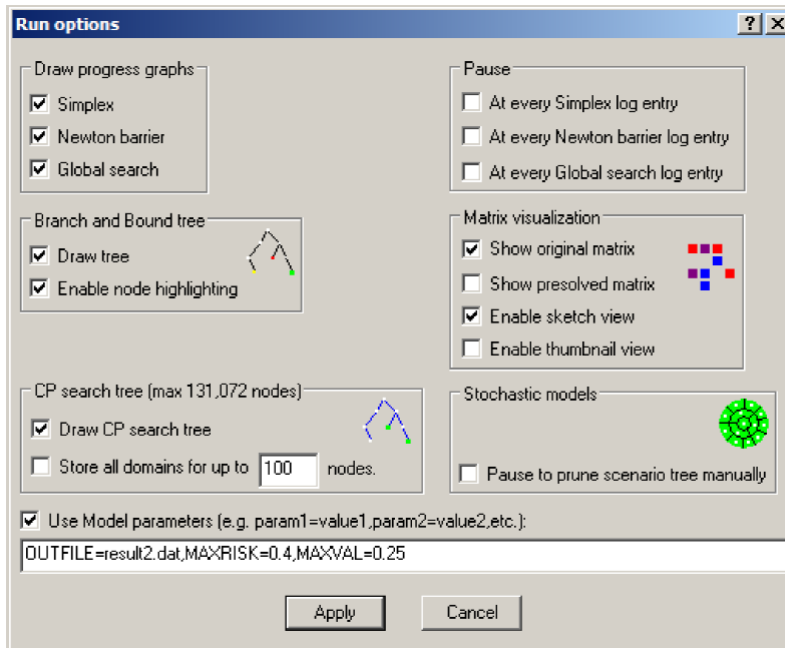 Run options
Draw progress graphs
Simplex
Newton barrier
Global search
Pause
At every Simplex log entry
At every Newton barrier log entry
At every Global search log entry
Branch and Bound tree
Draw tree
Enable node highlighting
Matrix visualization
Show original matrix
Show presolved matrix
Enable sketch view
Enable thumbnail view
CP search tree (max 131,072 nodes)
Draw CP search tree
Store all domains for up to 100 nodes.
Stochastic models
Pause to prune scenario tree manually
Use Model parameters (e.g. param1=value1,param2=value2,etc.):
OUTFILE=result2.dat,MAXRISK=0.4,MAXVAL=0.25
Apply Cancel